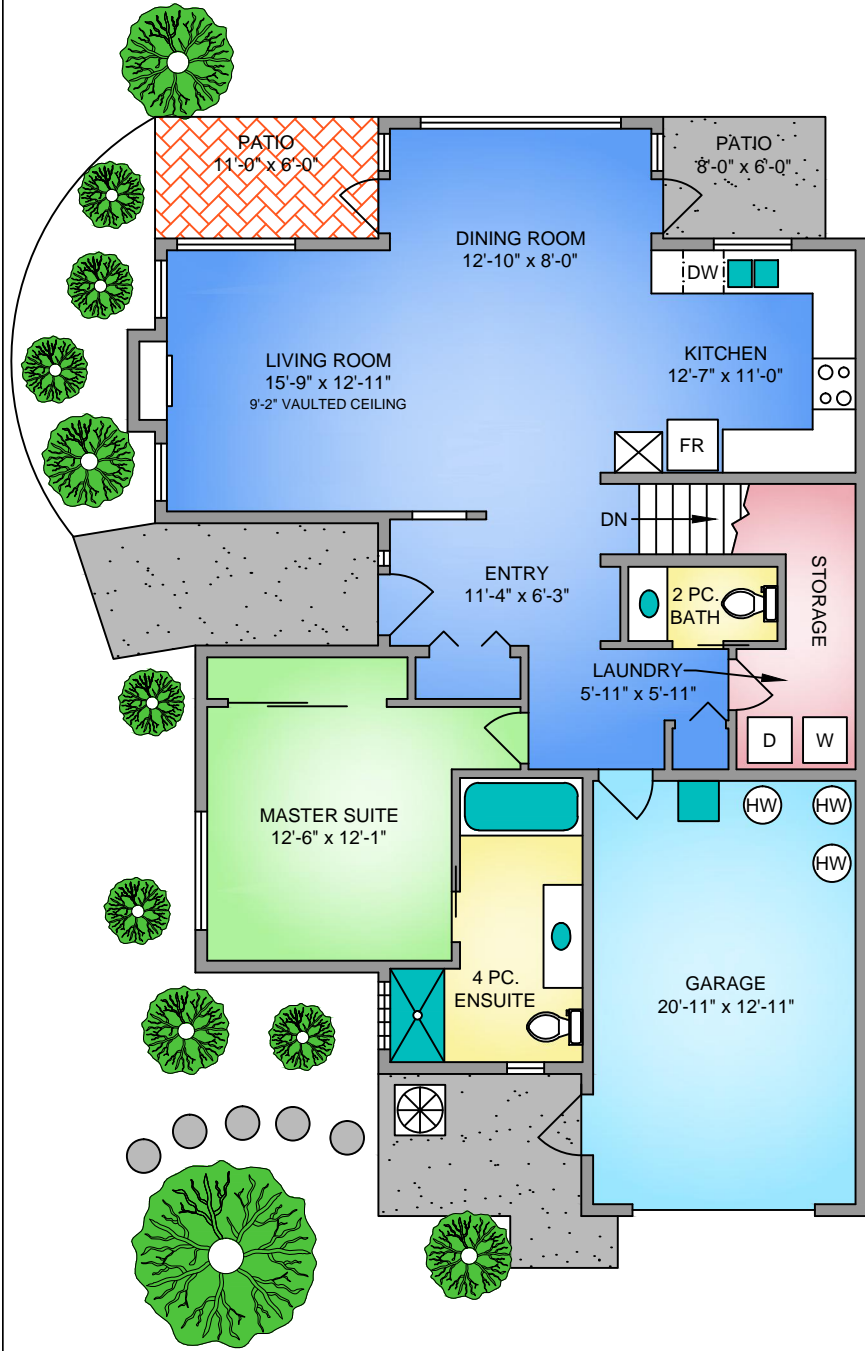 PATIO
11'-0" x 6'-0"
PATIO
8'-0" x 6'-0"
DINING ROOM
12'-10" x 8'-0"
DW
LIVING ROOM
15'-9" x 12'-11"
9'-2" VAULTED CEILING
KITCHEN
12'-7" x 11'-0"
FR
DN
ENTRY
11'-4" x 6'-3"
2 PC.
BATH
STORAGE
LAUNDRY
5'-11" x 5'-11"
D
W
MASTER SUITE
12'-6" x 12'-1"
HW
HW
HW
4 PC.
ENSUITE
GARAGE
20'-11" x 12'-11"